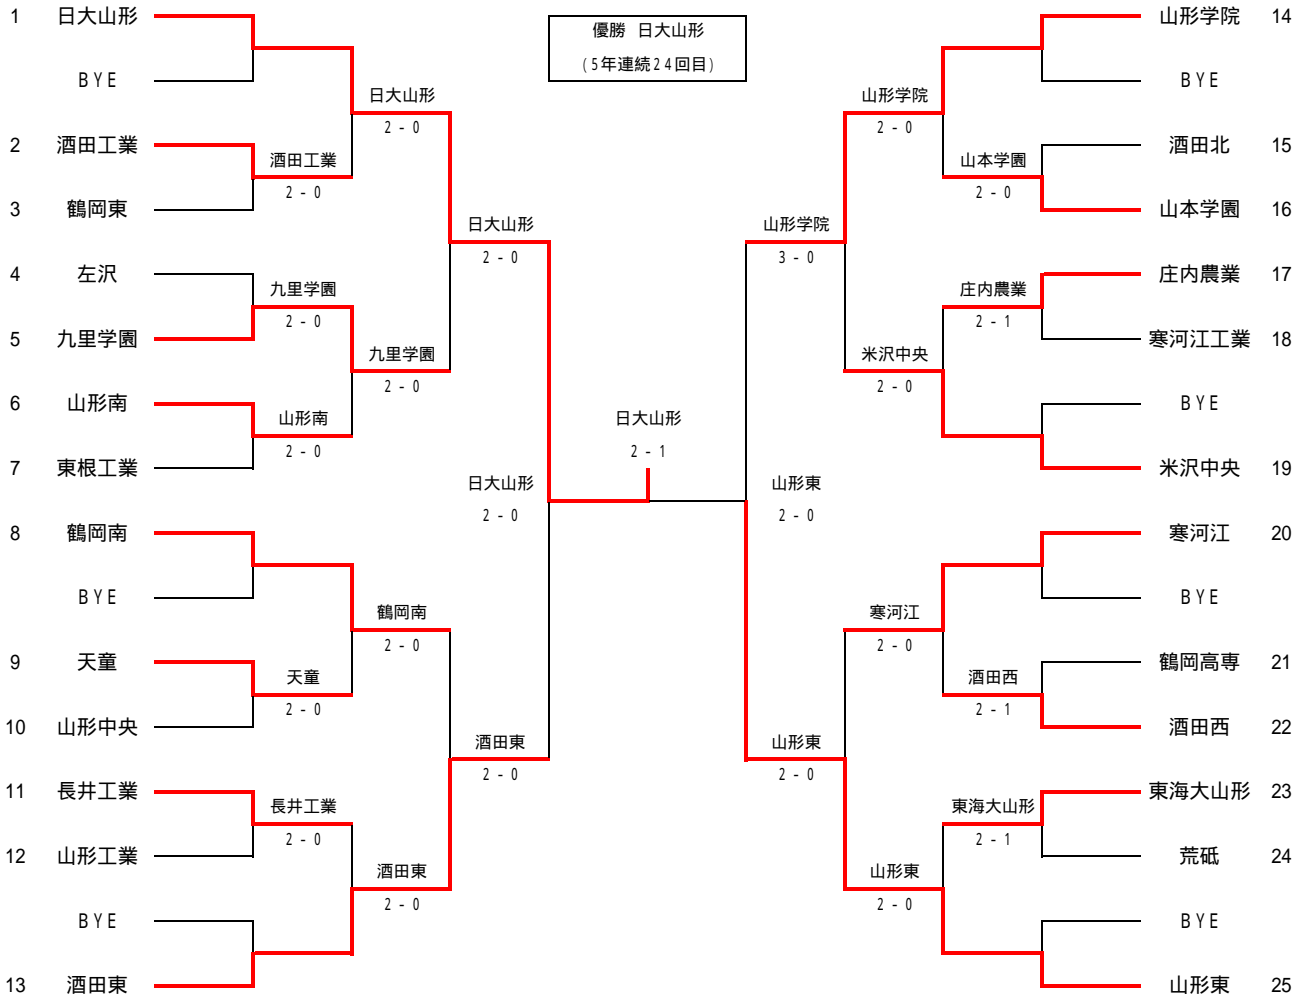 優勝 日大山形
(5年連続24回目)
1 日大山形
BYE
2 酒田工業
3 鶴岡東
4 左沢
5 九里学園
6 山形南
7 東根工業
8 鶴岡南
BYE
9 天童
10 山形中央
11 長井工業
12 山形工業
BYE
13 酒田東
酒田工業
2-0
九里学園
2-0
山形南
2-0
天童
2-0
長井工業
2-0
日大山形
2-0
九里学園
2-0
鶴岡南
2-0
酒田東
2-0
日大山形
2-0
酒田東
2-0
日大山形
2-0
日大山形
2-1
山形東
2-0
山形学院
3-0
山形東
2-0
山形学院
2-0
米沢中央
2-0
寒河江
2-0
山形東
2-0
山本学園
2-0
庄内農業
2-1
酒田西
2-1
東海大山形
2-1
山形学院 14
BYE
酒田北 15
山本学園 16
庄内農業 17
寒河江工業 18
BYE
米沢中央 19
寒河江 20
BYE
鶴岡高専 21
酒田西 22
東海大山形 23
荒砥 24
BYE
山形東 25